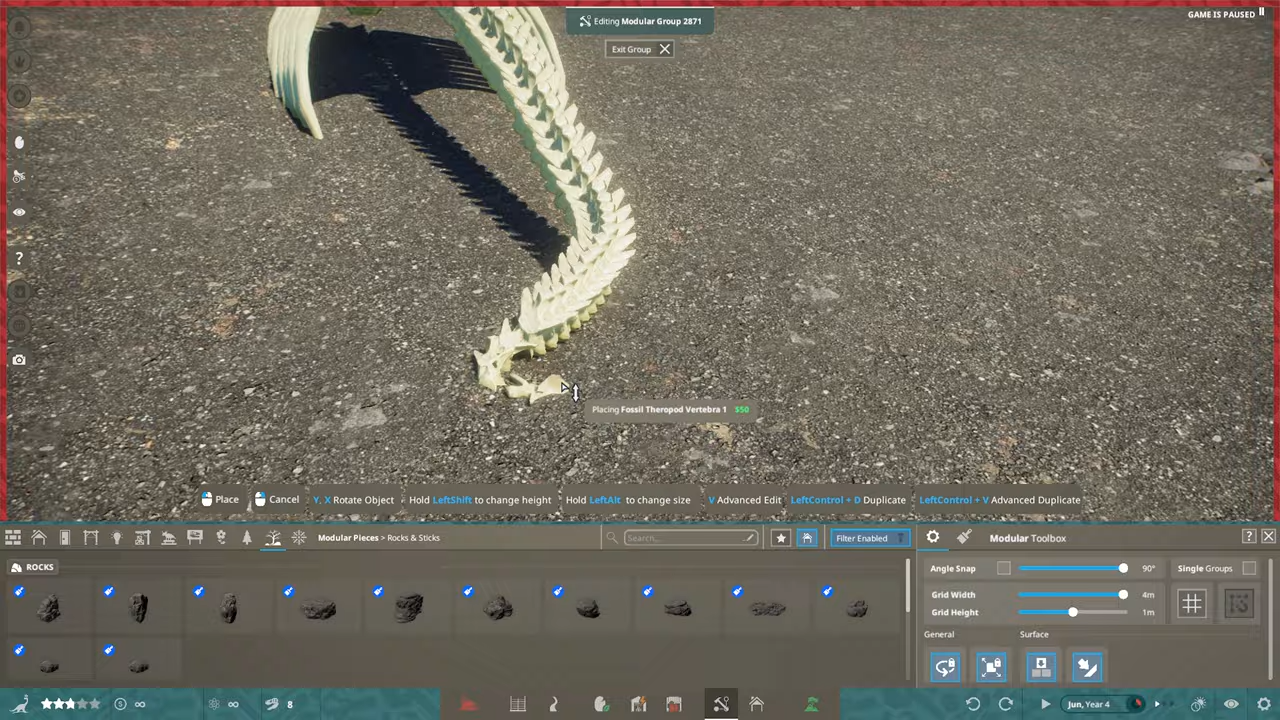 Editing Modular Group 2871
GAME IS PAUSED
Exit Group
?
Placing Fossil Theropod Vertebra 1 $50
Place
Cancel
Y, X Rotate Object
Hold LeftShift to change height
Hold LeftAlt to change size
V Advanced Edit
LeftControl + D Duplicate
LeftControl + V Advanced Duplicate
Modular Pieces > Rocks & Sticks
Search...
Filter Enabled
Modular Toolbox
?
ROCKS
Angle Snap
90°
Single Groups
Grid Width
4m
Grid Height
1m
General
Surface
∞
∞
8
Jun, Year 4